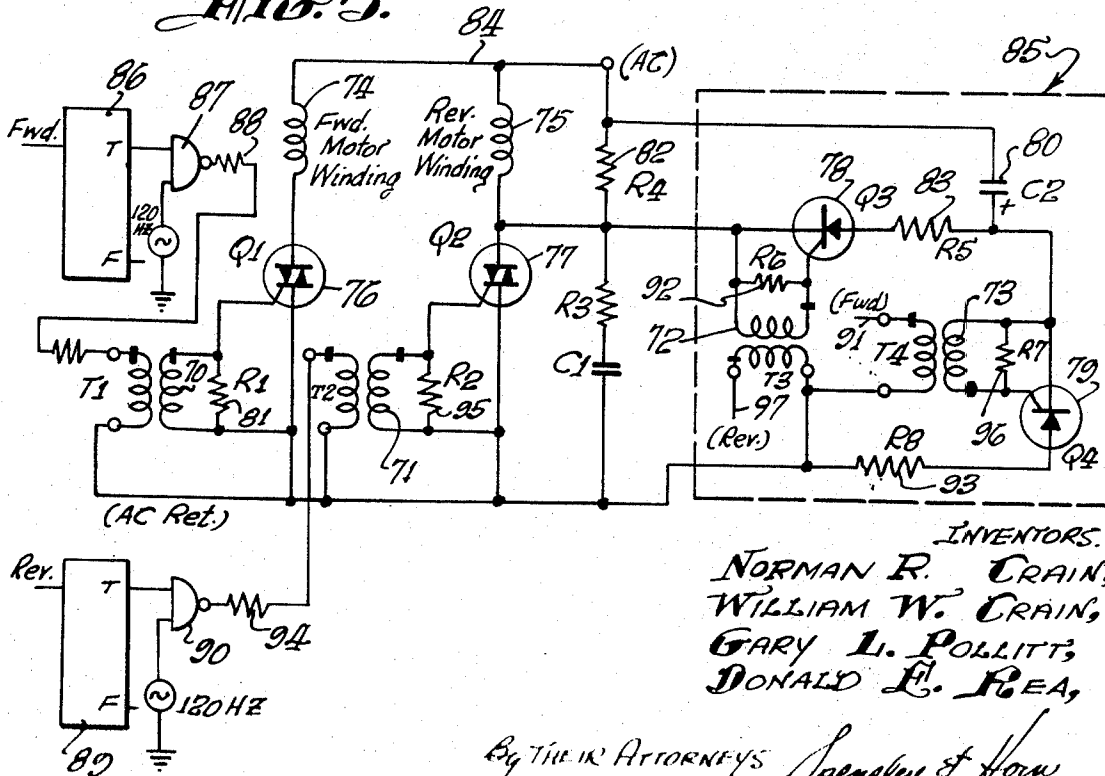 FIG. 5.
84
(AC)
85
86
87
88
74
Fwd.
Motor
Winding
Rev.
Motor
Winding
75
82
R4
80
C2
+
78
Q3
83
R5
Fwd.
T
120
HZ
F
Q1
76
Q2
77
R3
C1
R6
92
72
T3
97
(Rev.)
(Fwd)
91
T4
73
R7
96
79
Q4
T1
70
R1
81
T2
R2
95
71
R8
93
(AC Ret.)
Rev.
T
90
94
F
120 HZ
89
INVENTORS.
NORMAN R. CRAIN,
WILLIAM W. CRAIN,
GARY L. POLLITT,
DONALD E. REA,
By THEIR ATTORNEYS